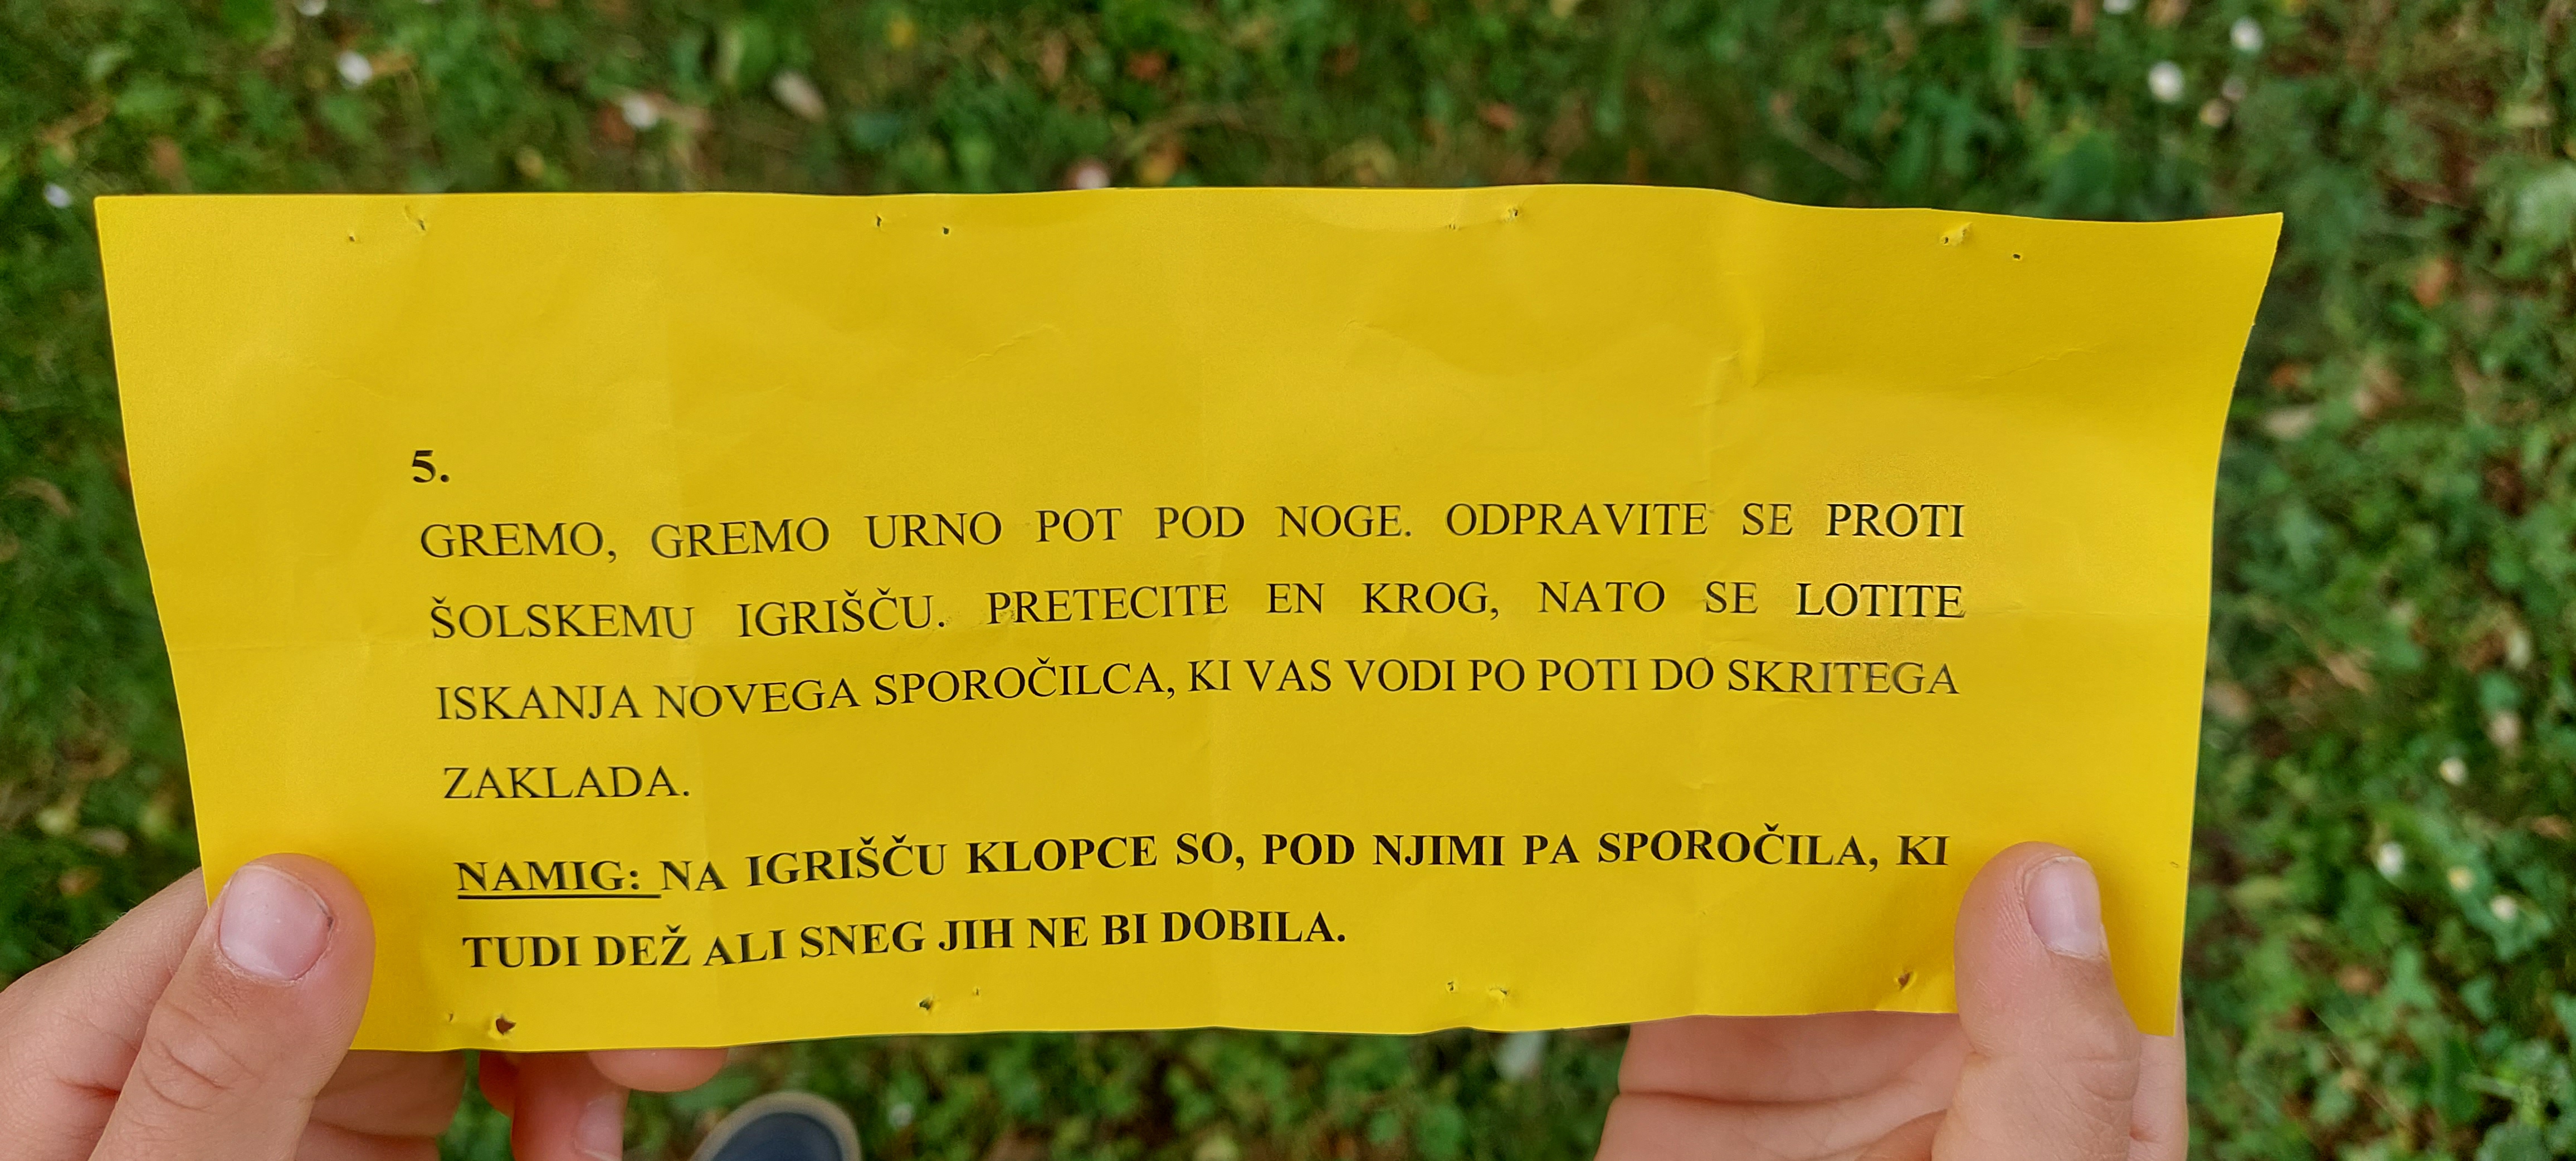 5.
GREMO, GREMO URNO POT POD NOGE. ODPRAVITE SE PROTI
ŠOLSKEMU IGRIŠČU. PRETECITE EN KROG, NATO SE LOTITE
ISKANJA NOVEGA SPOROČILCA, KI VAS VODI PO POTI DO SKRITEGA
ZAKLADA.
NAMIG: NA IGRIŠČU KLOPCE SO, POD NJIMI PA SPOROČILA, KI
TUDI DEŽ ALI SNEG JIH NE BI DOBILA.